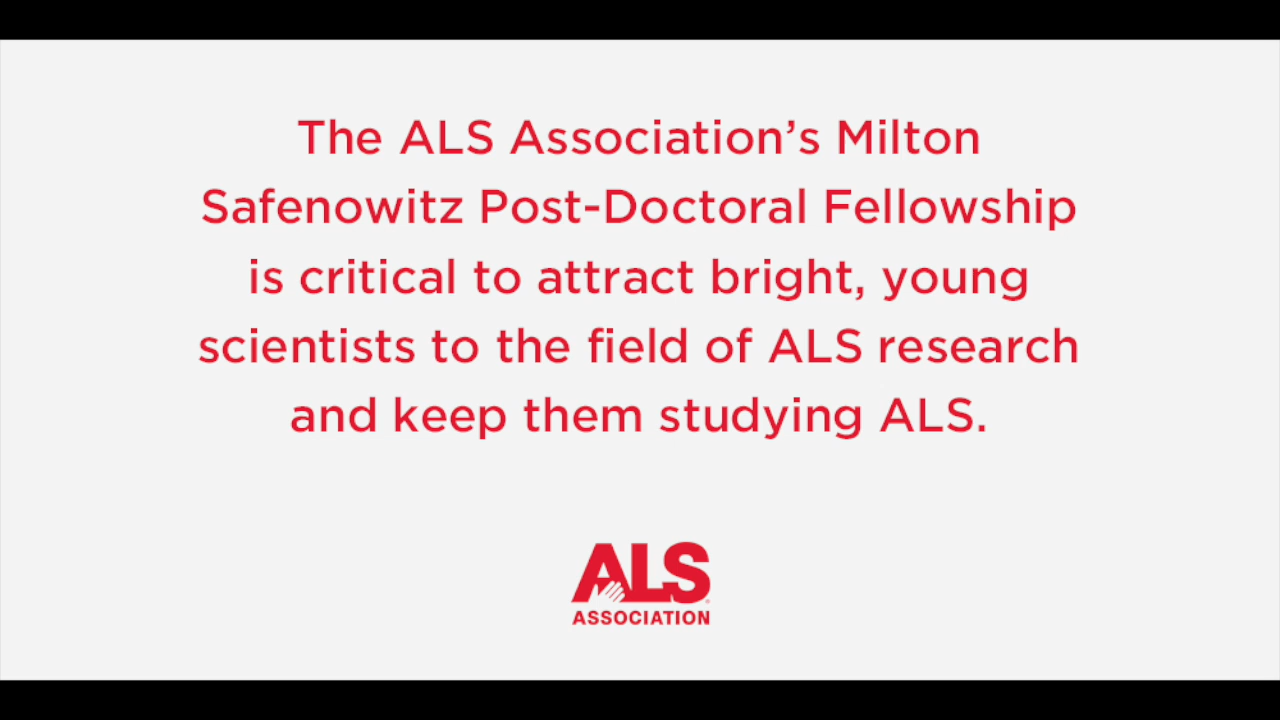 The ALS Association’s Milton
Safenowitz Post-Doctoral Fellowship
is critical to attract bright, young
scientists to the field of ALS research
and keep them studying ALS.
ALS
ASSOCIATION